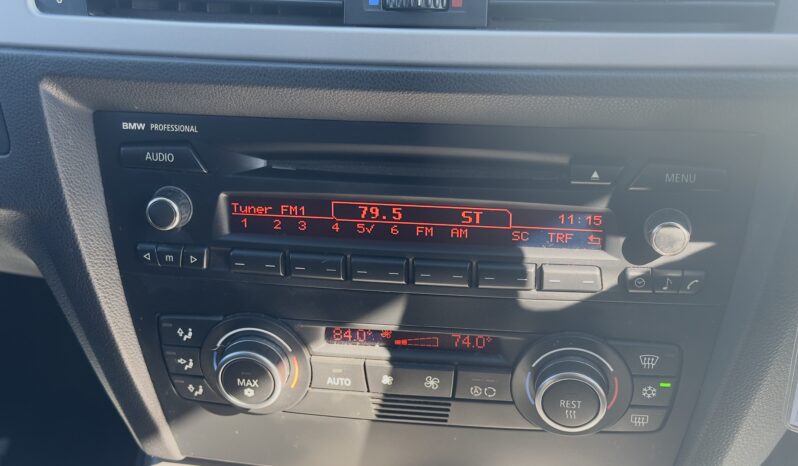 BMW PROFESSIONAL
AUDIO
MENU
Tuner FM1 79.5 ST 11:15
1 2 3 4 5√ 6 FM AM SC TRF
m
84.0° 74.0°
MAX AUTO A REST